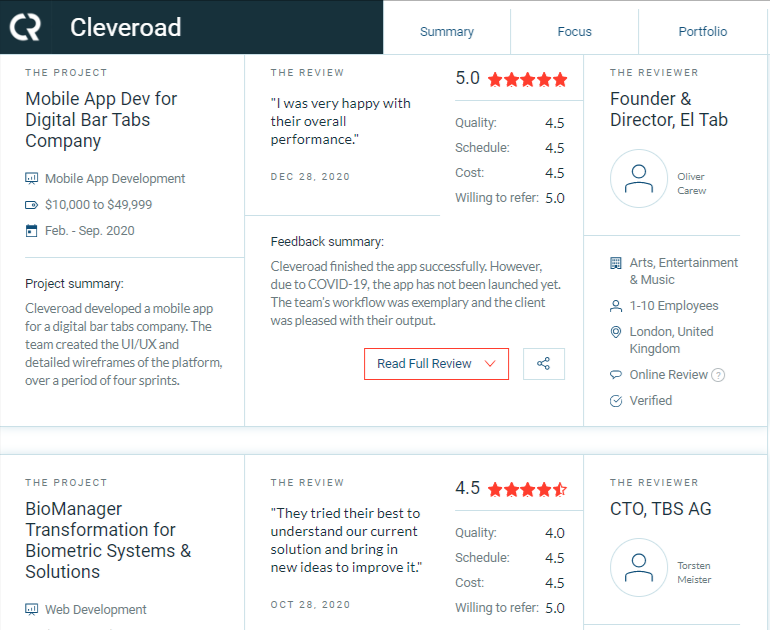 CR
Cleveroad
Summary
Focus
Portfolio
THE PROJECT
Mobile App Dev for
Digital Bar Tabs
Company
Mobile App Development
$10,000 to $49,999
Feb. - Sep. 2020
Project summary:
Cleveroad developed a mobile app
for a digital bar tabs company. The
team created the UI/UX and
detailed wireframes of the platform,
over a period of four sprints.
THE REVIEW
"I was very happy with
their overall
performance."
DEC 28, 2020
5.0
Quality: 4.5
Schedule: 4.5
Cost: 4.5
Willing to refer: 5.0
Feedback summary:
Cleveroad finished the app successfully. However,
due to COVID-19, the app has not been launched yet.
The team's workflow was exemplary and the client
was pleased with their output.
Read Full Review
THE REVIEWER
Founder &
Director, El Tab
Oliver
Carew
Arts, Entertainment
& Music
1-10 Employees
London, United
Kingdom
Online Review ?
Verified
THE PROJECT
BioManager
Transformation for
Biometric Systems &
Solutions
Web Development
THE REVIEW
"They tried their best to
understand our current
solution and bring in
new ideas to improve it."
OCT 28, 2020
4.5
Quality: 4.0
Schedule: 4.5
Cost: 4.5
Willing to refer: 5.0
THE REVIEWER
CTO, TBS AG
Torsten
Meister